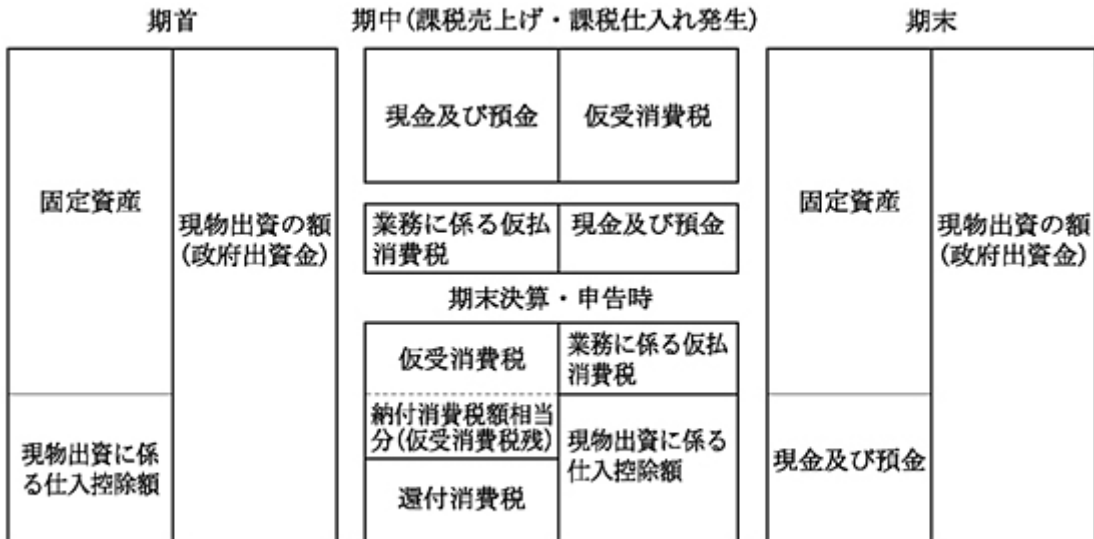 期首
固定資産
現物出資に係
る仕入控除額
現物出資の額
(政府出資金)
期中(課税売上げ・課税仕入れ発生)
現金及び預金
仮受消費税
業務に係る仮払
消費税
現金及び預金
期末決算・申告時
仮受消費税
納付消費税額相当
分(仮受消費税残)
還付消費税
業務に係る仮払
消費税
現物出資に係る
仕入控除額
期末
固定資産
現金及び預金
現物出資の額
(政府出資金)